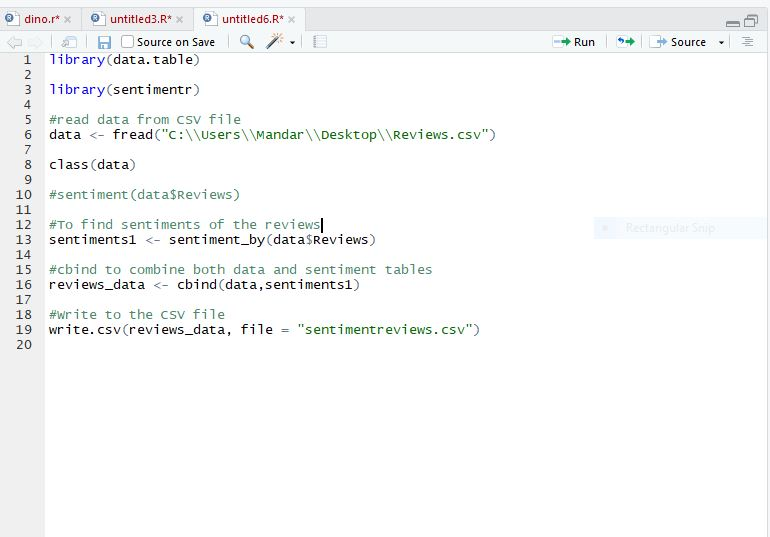 dino.r* untitled3.R* untitled6.R*
Source on Save Run Source
1 library(data.table)
2
3 library(sentimentr)
4
5 #read data from CSV file
6 data <- fread("C:\\Users\\Mandar\\Desktop\\Reviews.csv")
7
8 class(data)
9
10 #sentiment(data$Reviews)
11
12 #To find sentiments of the reviews
13 sentiments1 <- sentiment_by(data$Reviews)
14
15 #cbind to combine both data and sentiment tables
16 reviews_data <- cbind(data,sentiments1)
17
18 #Write to the CSV file
19 write.csv(reviews_data, file = "sentimentreviews.csv")
20
Rectangular Snip